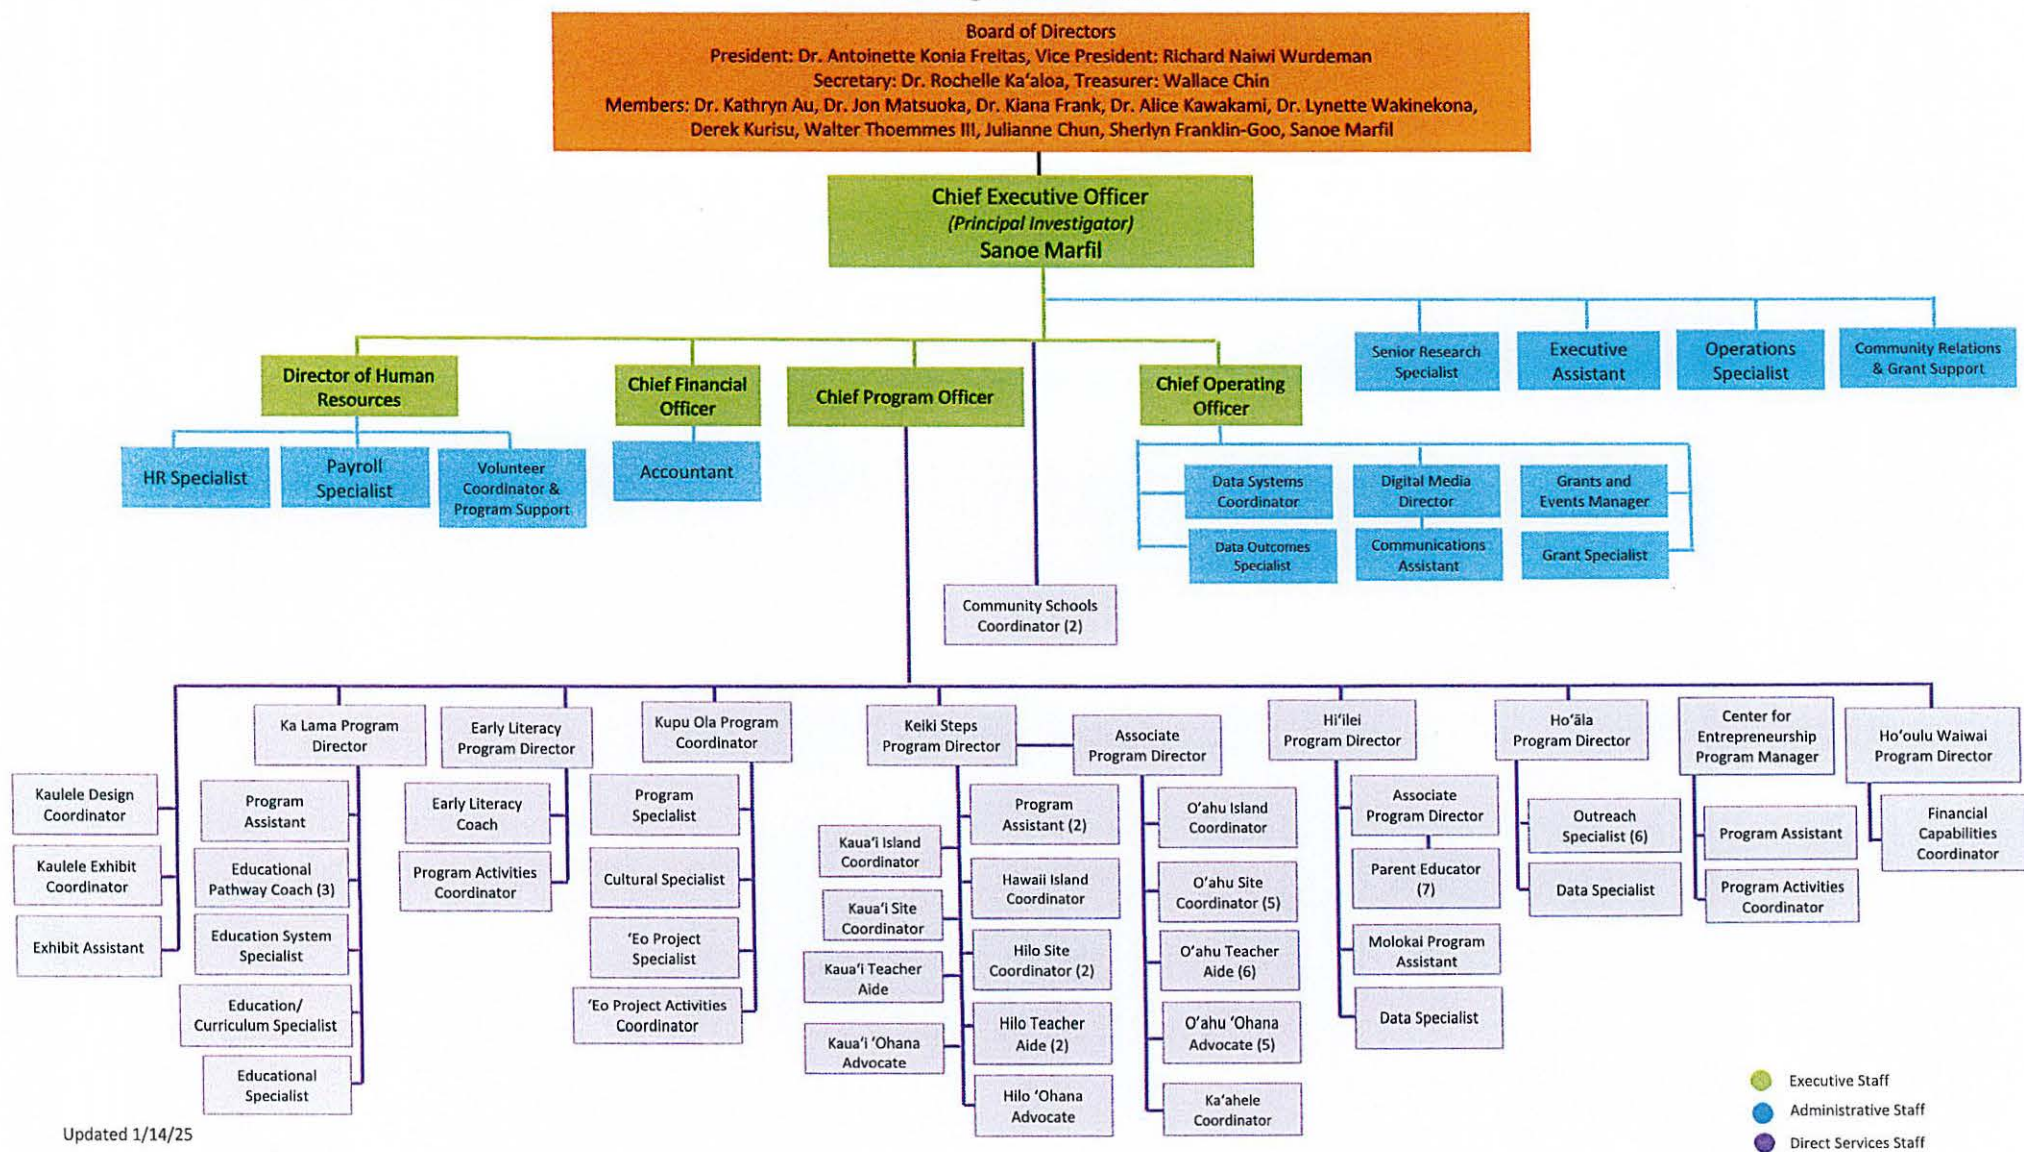 Board of Directors
President: Dr. Antoinette Konia Freitas, Vice President: Richard Naiwi Wurdeman
Secretary: Dr. Rochelle Ka‘aloa, Treasurer: Wallace Chin
Members: Dr. Kathryn Au, Dr. Jon Matsuoka, Dr. Kiana Frank, Dr. Alice Kawakami, Dr. Lynette Wakinekona,
Derek Kurisu, Walter Thoemmes III, Julianne Chun, Sherlyn Franklin-Goo, Sanoe Marfil
Chief Executive Officer
(Principal Investigator)
Sanoe Marfil
Senior Research
Specialist
Executive
Assistant
Operations
Specialist
Community Relations
& Grant Support
Director of Human
Resources
Chief Financial
Officer
Chief Program Officer
Chief Operating
Officer
HR Specialist
Payroll
Specialist
Volunteer
Coordinator &
Program Support
Accountant
Data Systems
Coordinator
Digital Media
Director
Grants and
Events Manager
Data Outcomes
Specialist
Communications
Assistant
Grant Specialist
Community Schools
Coordinator (2)
Kaulele Design
Coordinator
Kaulele Exhibit
Coordinator
Exhibit Assistant
Ka Lama Program
Director
Program
Assistant
Educational
Pathway Coach (3)
Education System
Specialist
Education/
Curriculum Specialist
Educational
Specialist
Early Literacy
Program Director
Early Literacy
Coach
Program Activities
Coordinator
Kupu Ola Program
Coordinator
Program
Specialist
Cultural Specialist
‘Eo Project
Specialist
‘Eo Project Activities
Coordinator
Keiki Steps
Program Director
Kaua‘i Island
Coordinator
Kaua‘i Site
Coordinator
Kaua‘i Teacher
Aide
Kaua‘i ‘Ohana
Advocate
Program
Assistant (2)
Hawaii Island
Coordinator
Hilo Site
Coordinator (2)
Hilo Teacher
Aide (2)
Hilo ‘Ohana
Advocate
Associate
Program Director
O‘ahu Island
Coordinator
O‘ahu Site
Coordinator (5)
O‘ahu Teacher
Aide (6)
O‘ahu ‘Ohana
Advocate (5)
Ka‘ahele
Coordinator
Hi‘ilei
Program Director
Associate
Program Director
Parent Educator
(7)
Molokai Program
Assistant
Data Specialist
Ho‘āla
Program Director
Outreach
Specialist (6)
Data Specialist
Center for
Entrepreneurship
Program Manager
Program Assistant
Program Activities
Coordinator
Ho‘oulu Waiwai
Program Director
Financial
Capabilities
Coordinator
Executive Staff
Administrative Staff
Direct Services Staff
Updated 1/14/25